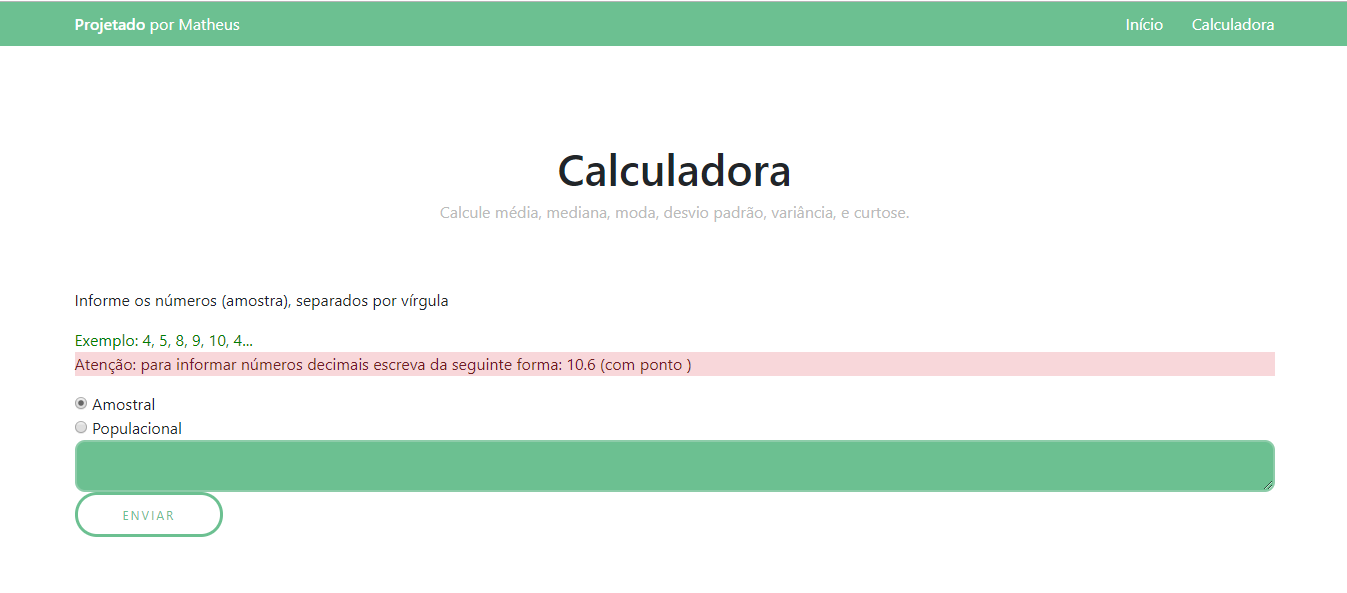 Projetado por Matheus
Início
Calculadora
Calculadora
Calcule média, mediana, moda, desvio padrão, variância, e curtose.
Informe os números (amostra), separados por vírgula
Exemplo: 4, 5, 8, 9, 10, 4...
Atenção: para informar números decimais escreva da seguinte forma: 10.6 (com ponto )
Amostral
Populacional
ENVIAR